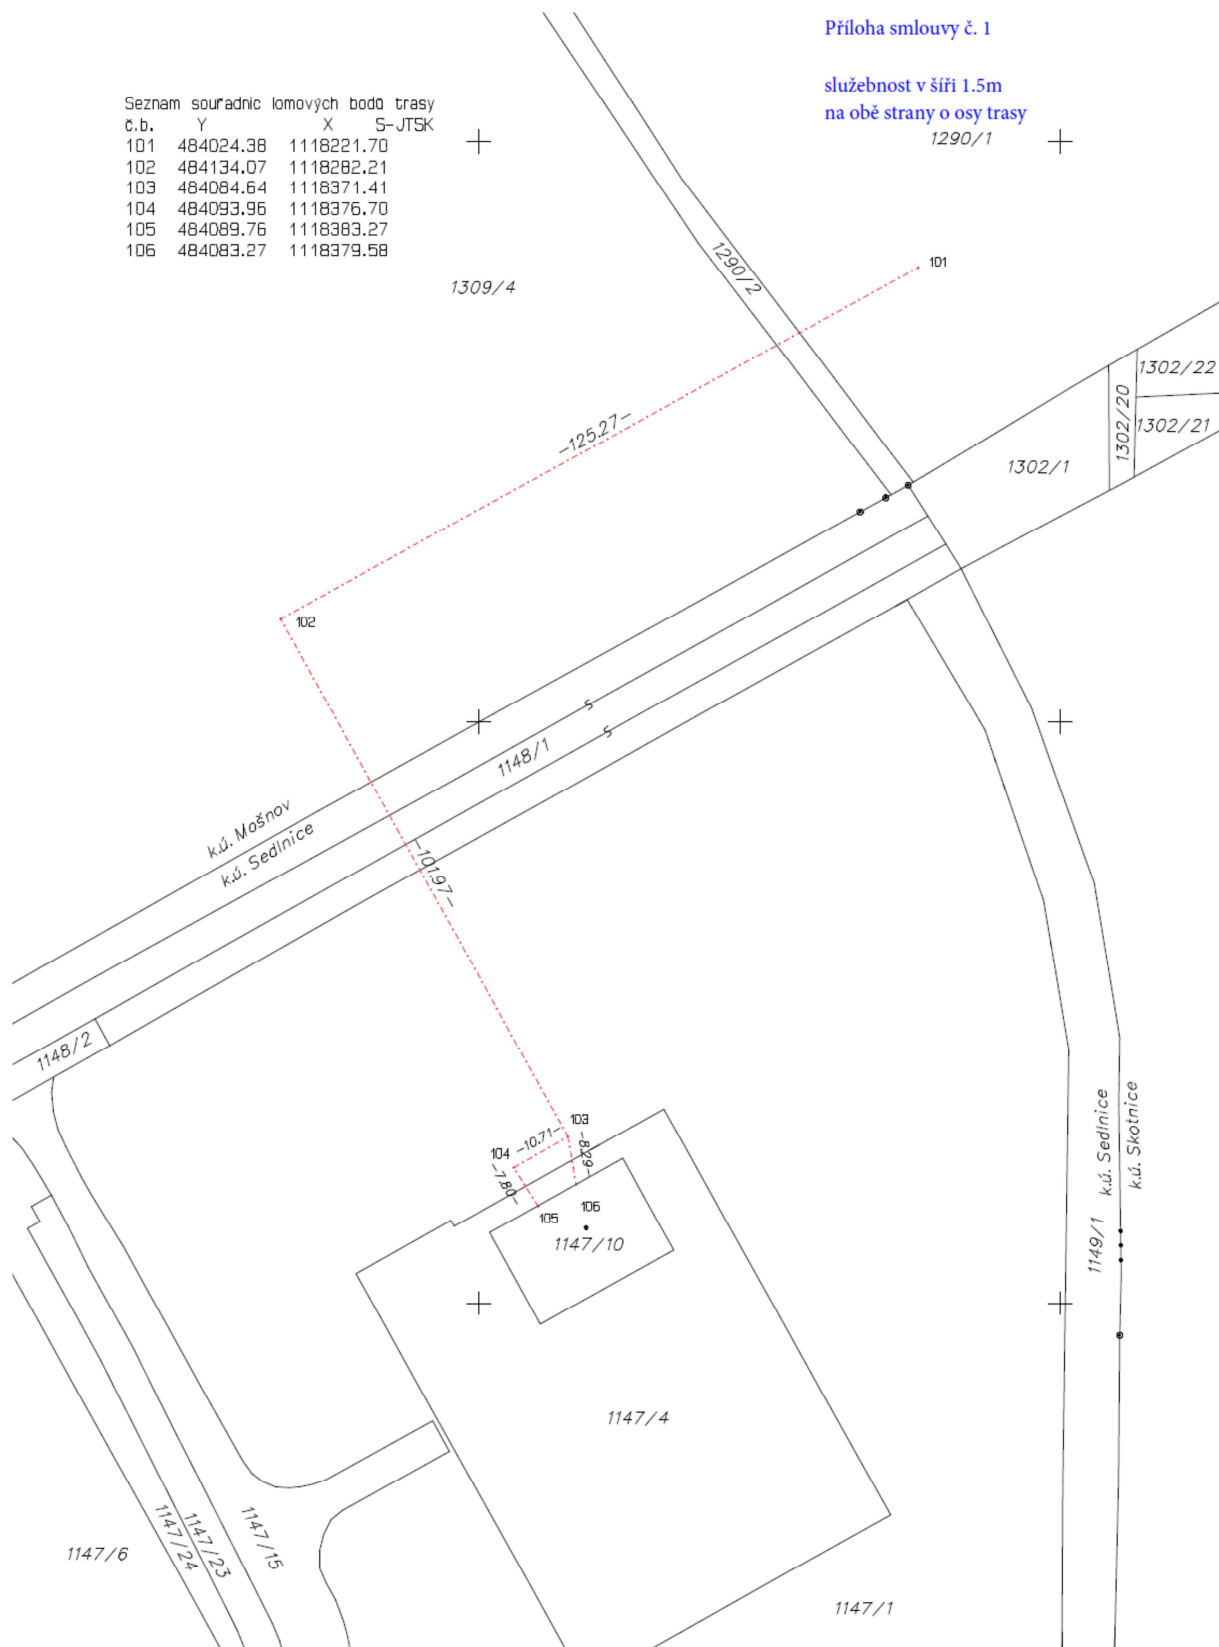 Příloha smlouvy č. 1
služebnost v šíři 1.5m
na obě strany o osy trasy
Seznam souřadnic lomových bodů trasy
č.b. Y X S-JTSK
101 484024.38 1118221.70
102 484134.07 1118282.21
103 484084.64 1118371.41
104 484093.96 1118376.70
105 484089.76 1118383.27
106 484083.27 1118379.58
1290/1
1290/2
101
1309/4
1302/22
1302/20
1302/21
-125.27-
1302/1
102
S
S
1148/1
k.ú. Mošnov
k.ú. Sedlnice
-101.97-
1148/2
103
-10.71-
104
-8.29-
-7.80-
106
105
1147/10
k.ú. Sedlnice
k.ú. Skotnice
1149/1
1147/4
1147/15
1147/23
1147/24
1147/6
1147/1